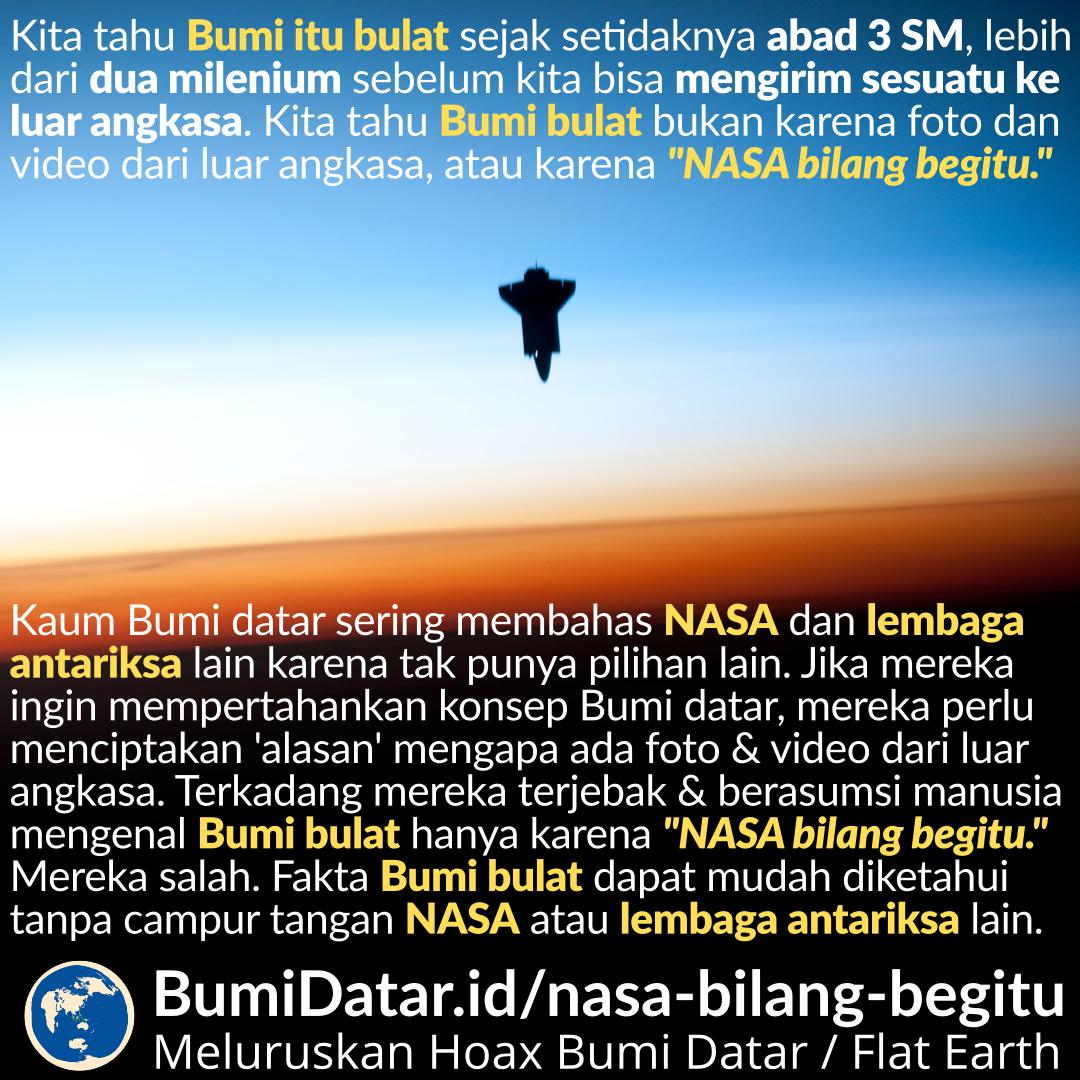 Kita tahu Bumi itu bulat sejak setidaknya abad 3 SM, lebih
dari dua milenium sebelum kita bisa mengirim sesuatu ke
luar angkasa. Kita tahu Bumi bulat bukan karena foto dan
video dari luar angkasa, atau karena "NASA bilang begitu."
Kaum Bumi datar sering membahas NASA dan lembaga
antariksa lain karena tak punya pilihan lain. Jika mereka
ingin mempertahankan konsep Bumi datar, mereka perlu
menciptakan 'alasan' mengapa ada foto & video dari luar
angkasa. Terkadang mereka terjebak & berasumsi manusia
mengenal Bumi bulat hanya karena "NASA bilang begitu."
Mereka salah. Fakta Bumi bulat dapat mudah diketahui
tanpa campur tangan NASA atau lembaga antariksa lain.
BumiDatar.id/nasa-bilang-begitu
Meluruskan Hoax Bumi Datar / Flat Earth